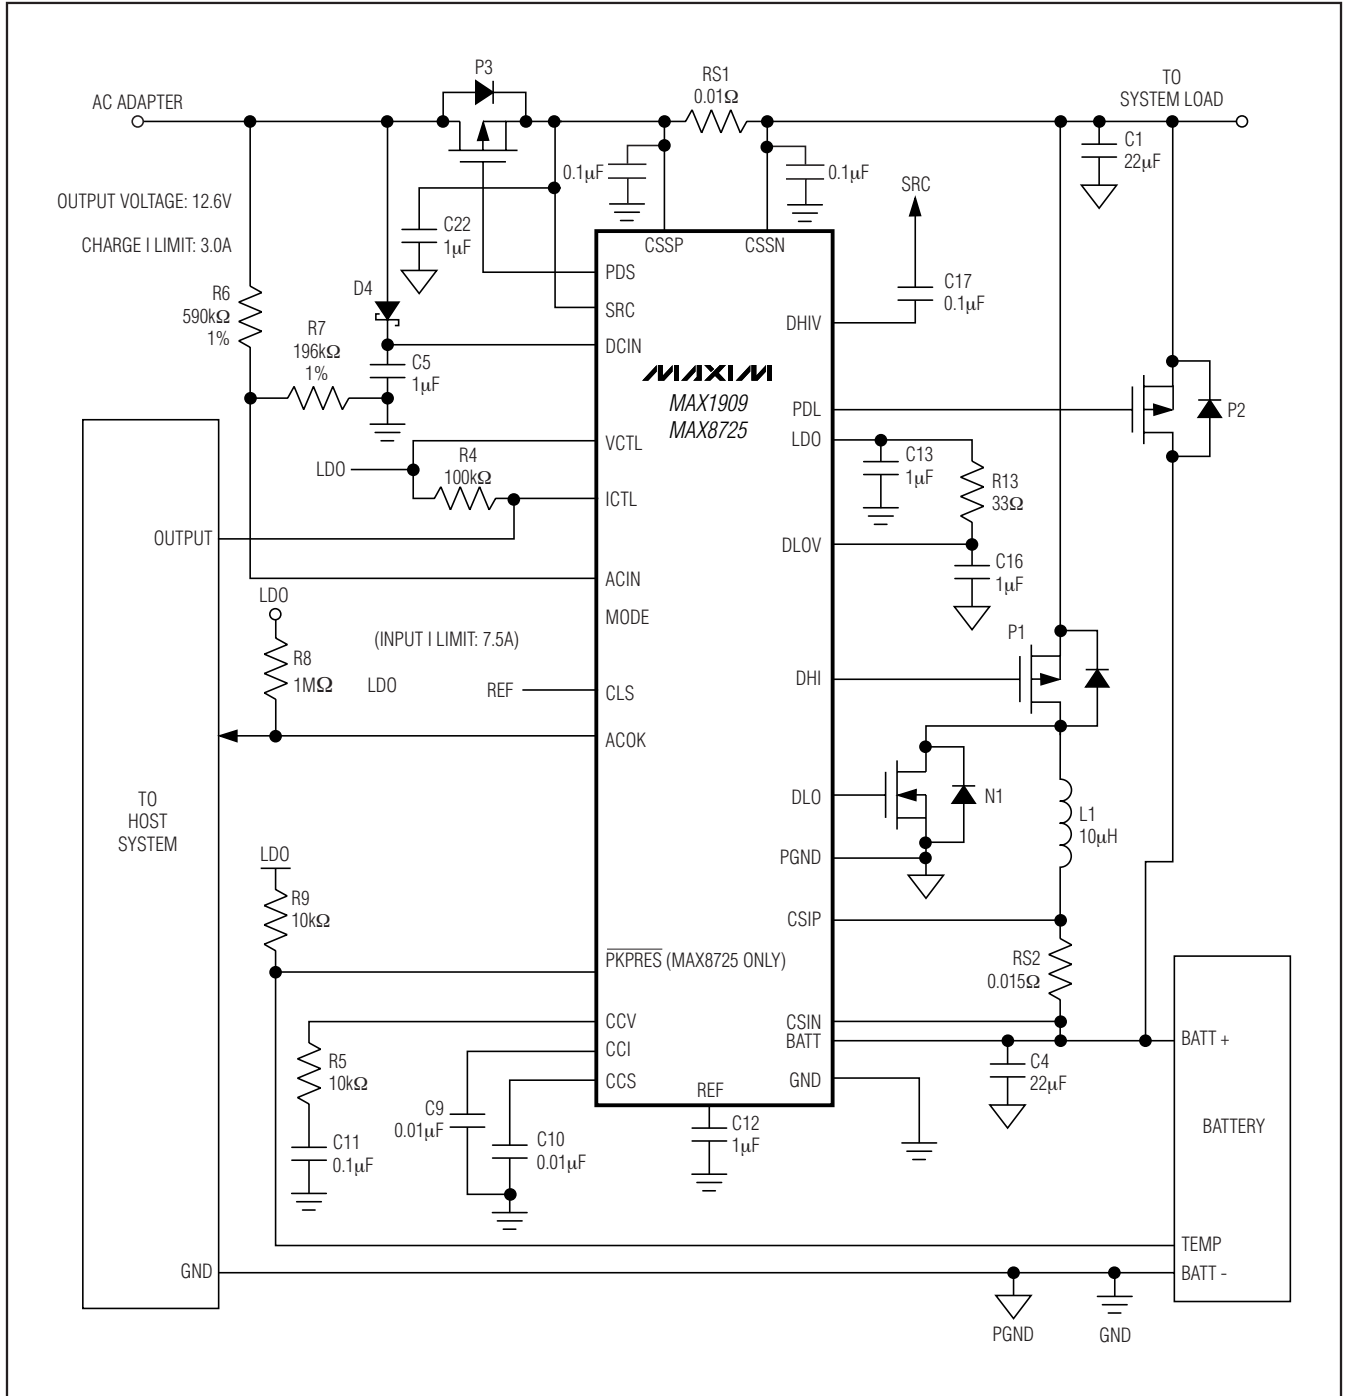 P3
RS1
0.01Ω
TO
SYSTEM LOAD
AC ADAPTER
C1
22µF
0.1µF
0.1µF
SRC
OUTPUT VOLTAGE: 12.6V
CHARGE I LIMIT: 3.0A
C22
1µF
CSSP
CSSN
PDS
C17
0.1µF
D4
R6
590kΩ
1%
SRC
DHIV
R7
196kΩ
1%
DCIN
C5
1µF
MAXIM
MAX1909
MAX8725
PDL
P2
LDO
VCTL
LDO
R4
100kΩ
C13
1µF
R13
33Ω
ICTL
OUTPUT
DLOV
C16
1µF
ACIN
LDO
MODE
(INPUT I LIMIT: 7.5A)
P1
R8
1MΩ
LDO
REF
CLS
DHI
ACOK
TO
HOST
SYSTEM
DLO
N1
L1
10µH
LDO
PGND
R9
10kΩ
CSIP
PKPRES (MAX8725 ONLY)
RS2
0.015Ω
CCV
CSIN
BATT
BATT +
CCI
R5
10kΩ
CCS
GND
C4
22µF
REF
C9
0.01µF
C10
0.01µF
C12
1µF
BATTERY
C11
0.1µF
TEMP
GND
BATT -
PGND
GND